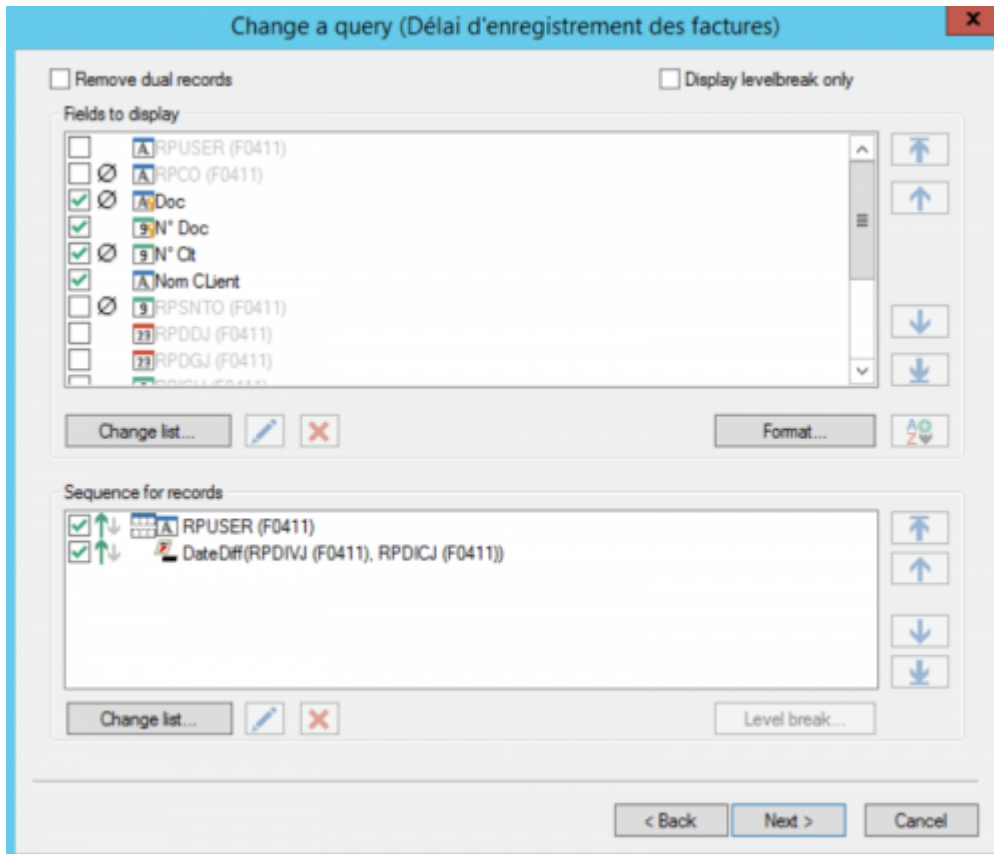 Change a query (Délai d'enregistrement des factures)
x
Remove dual records
Display levelbreak only
Fields to display
RPUSER (F0411)
RPCO (F0411)
Doc
N° Doc
N° Clt
Nom CLient
RPSNTO (F0411)
RPDDJ (F0411)
RPDGJ (F0411)
Change list...
Format...
Sequence for records
RPUSER (F0411)
DateDiff(RPDIVJ (F0411), RPDICJ (F0411))
Change list...
Level break...
< Back
Next >
Cancel